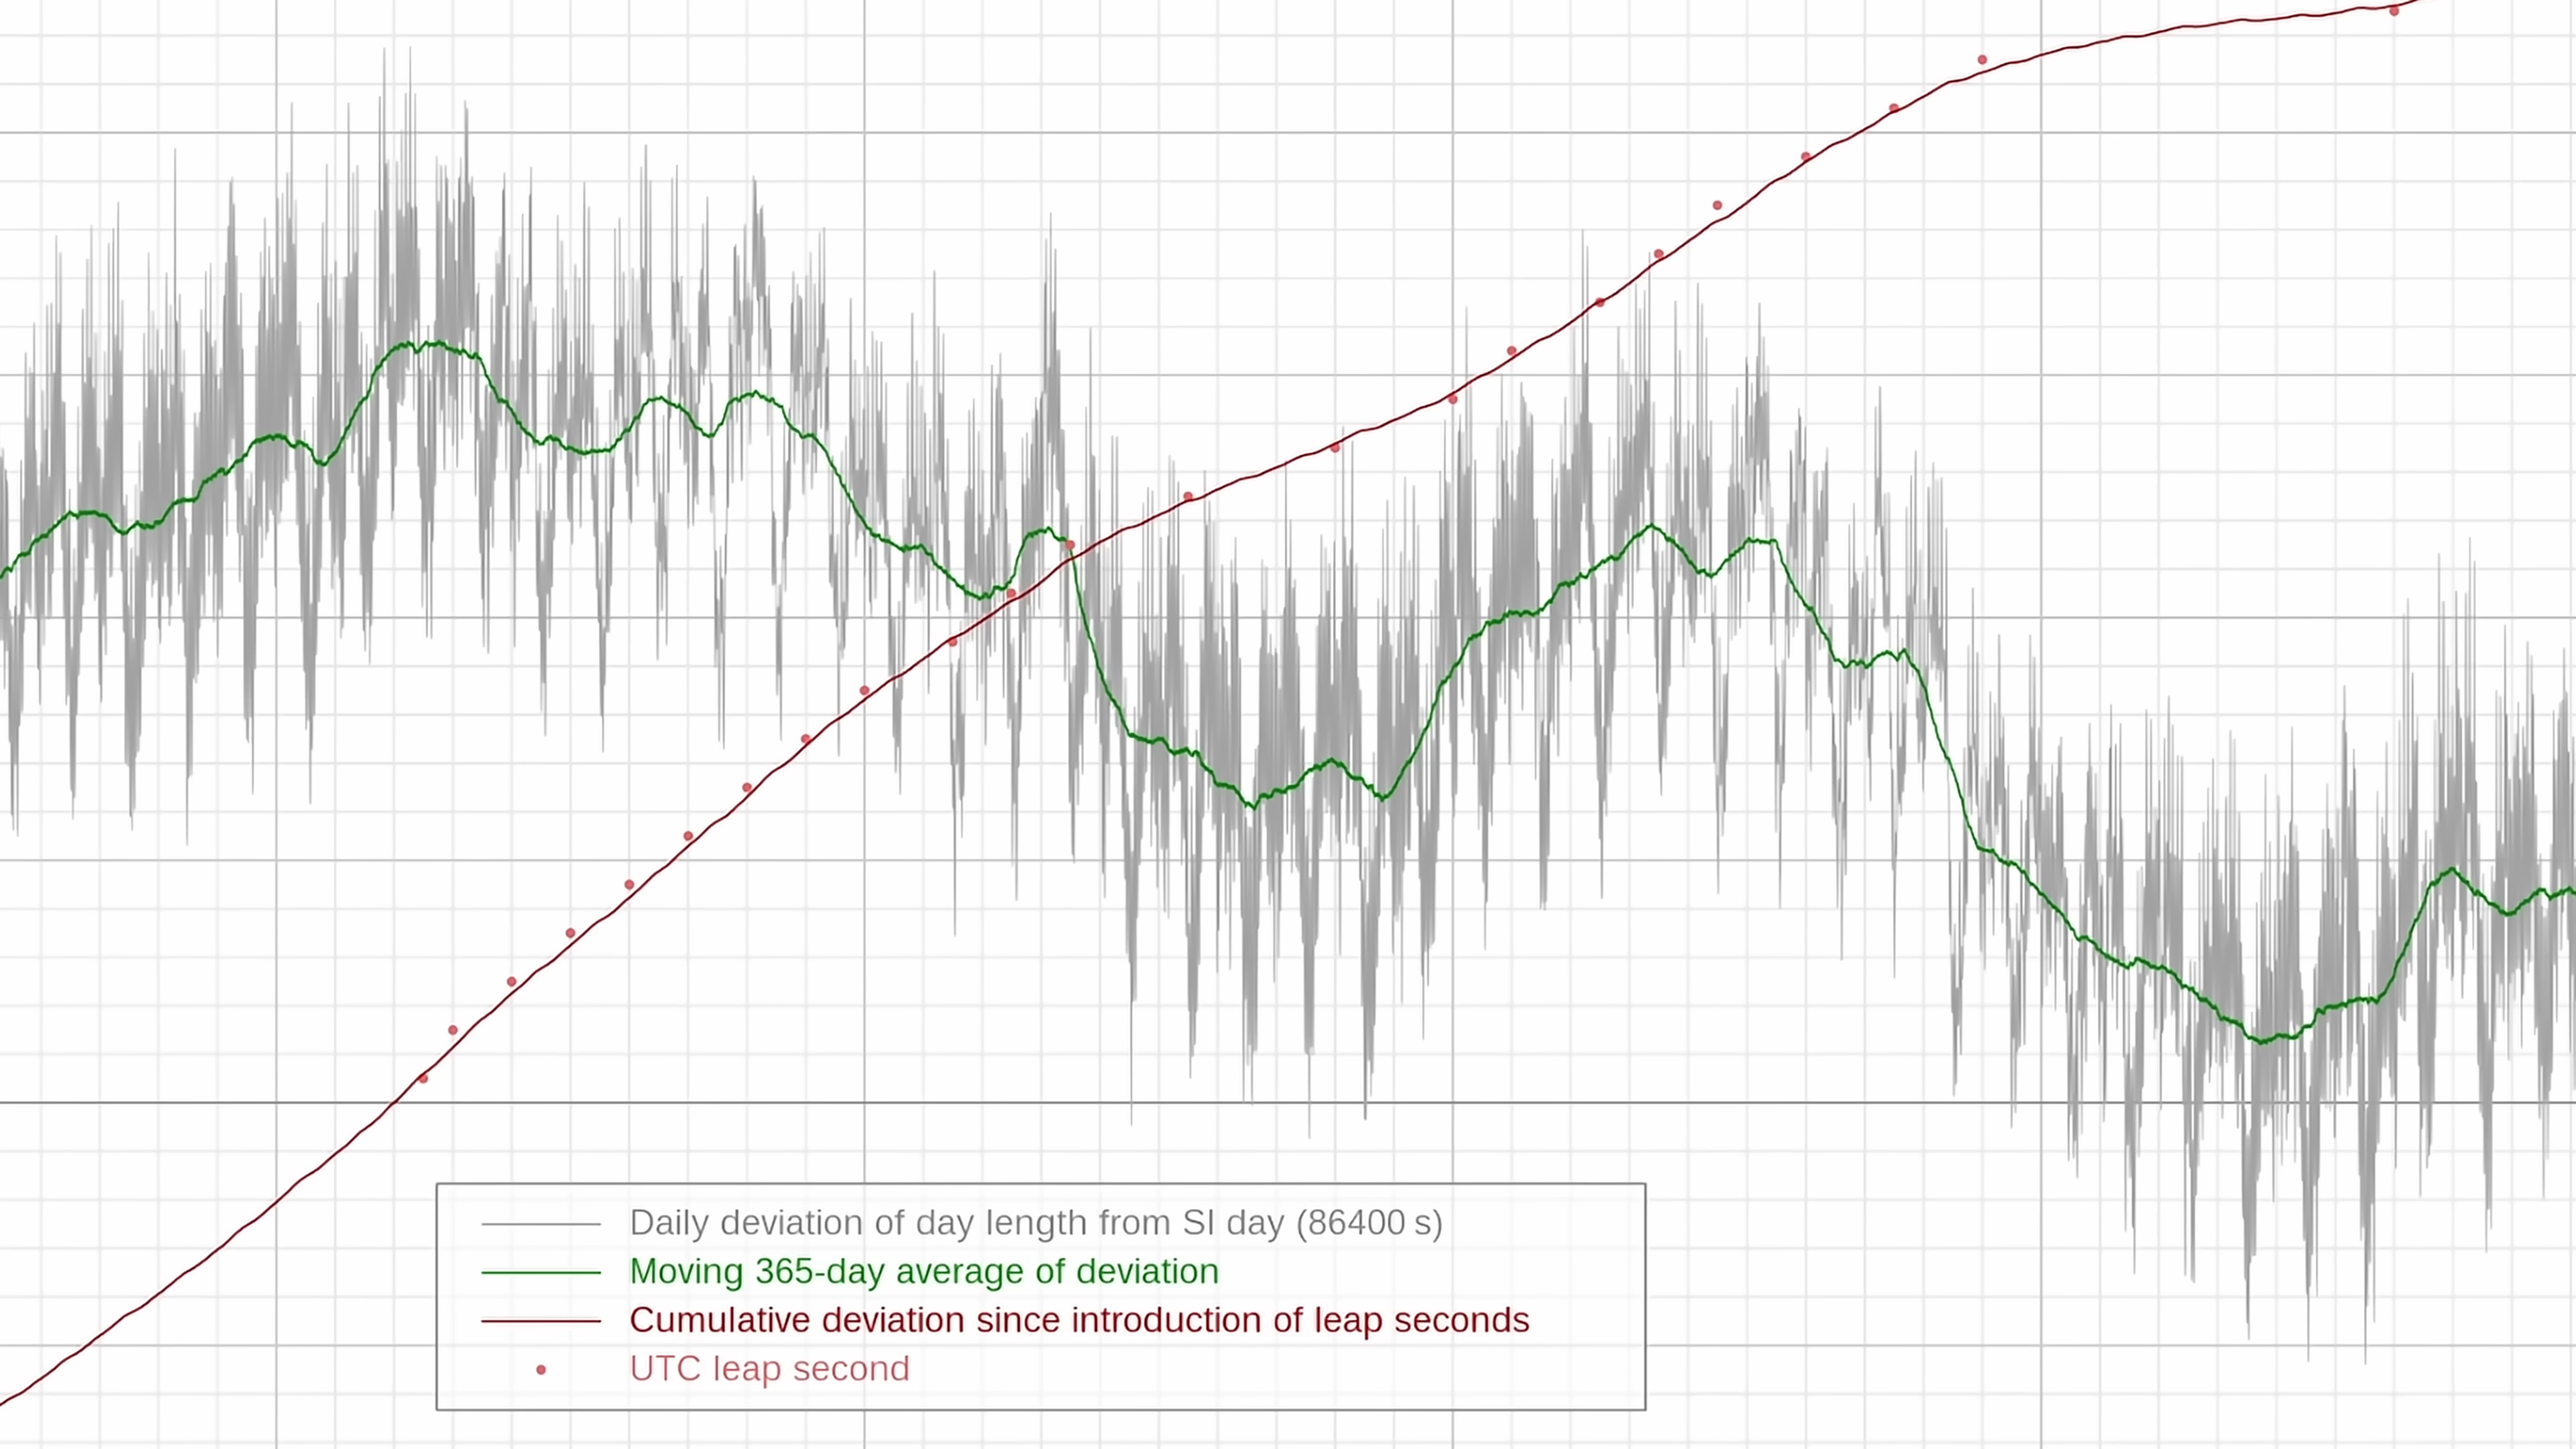 Daily deviation of day length from SI day (86400 s)
Moving 365-day average of deviation
Cumulative deviation since introduction of leap seconds
UTC leap second